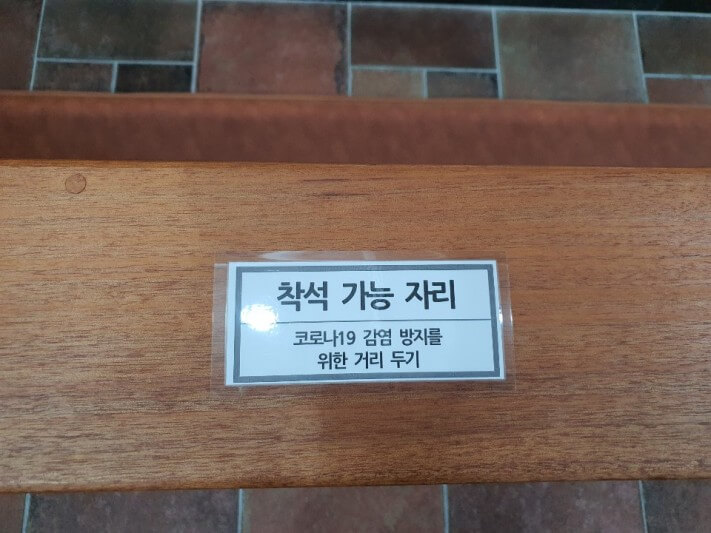 착석 가능 자리
코로나19 감염 방지를
위한 거리 두기